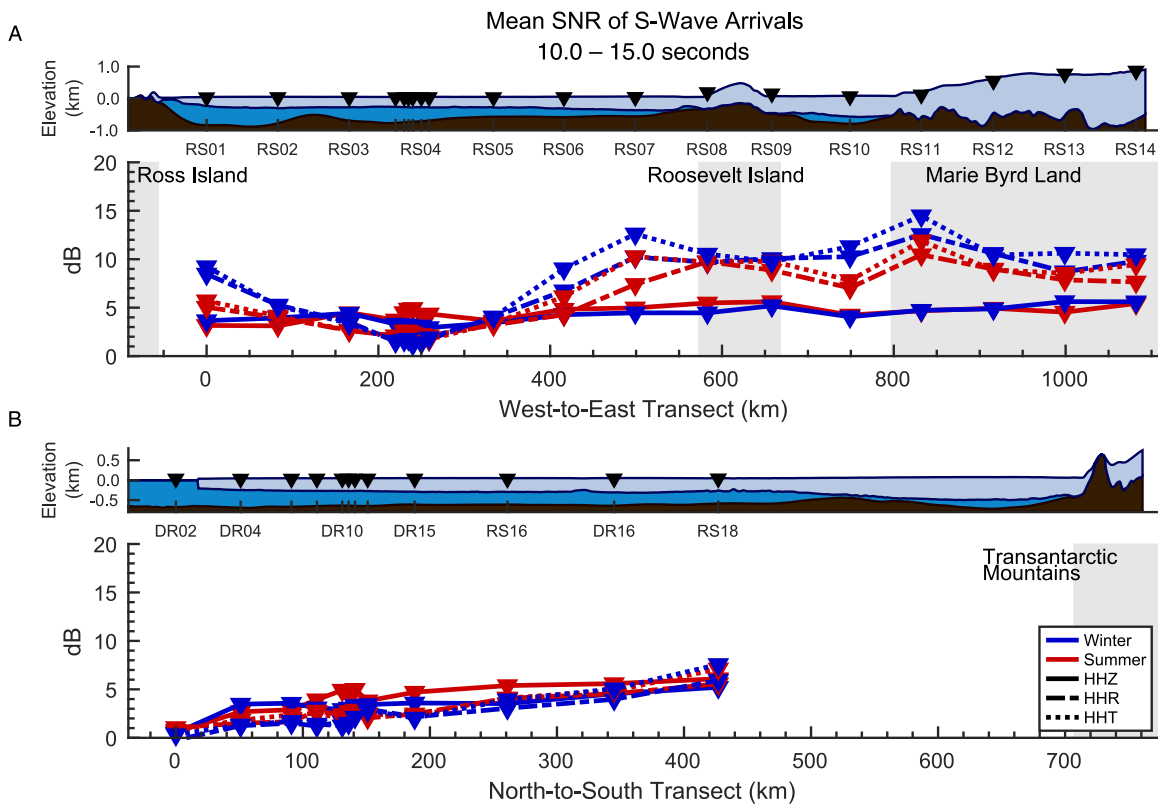 A
Mean SNR of S-Wave Arrivals
10.0 – 15.0 seconds
Elevation
(km)
1.0
0.0
-1.0
RS01 RS02 RS03 RS04 RS05 RS06 RS07 RS08 RS09 RS10 RS11 RS12 RS13 RS14
Ross Island Roosevelt Island Marie Byrd Land
dB
20
15
10
5
0
0 200 400 600 800 1000
West-to-East Transect (km)
B
Elevation
(km)
0.5
0.0
-0.5
DR02 DR04 DR10 DR15 RS16 DR16 RS18
Transantarctic
Mountains
dB
20
15
10
5
0
Winter
Summer
HHZ
HHR
HHT
0 100 200 300 400 500 600 700
North-to-South Transect (km)